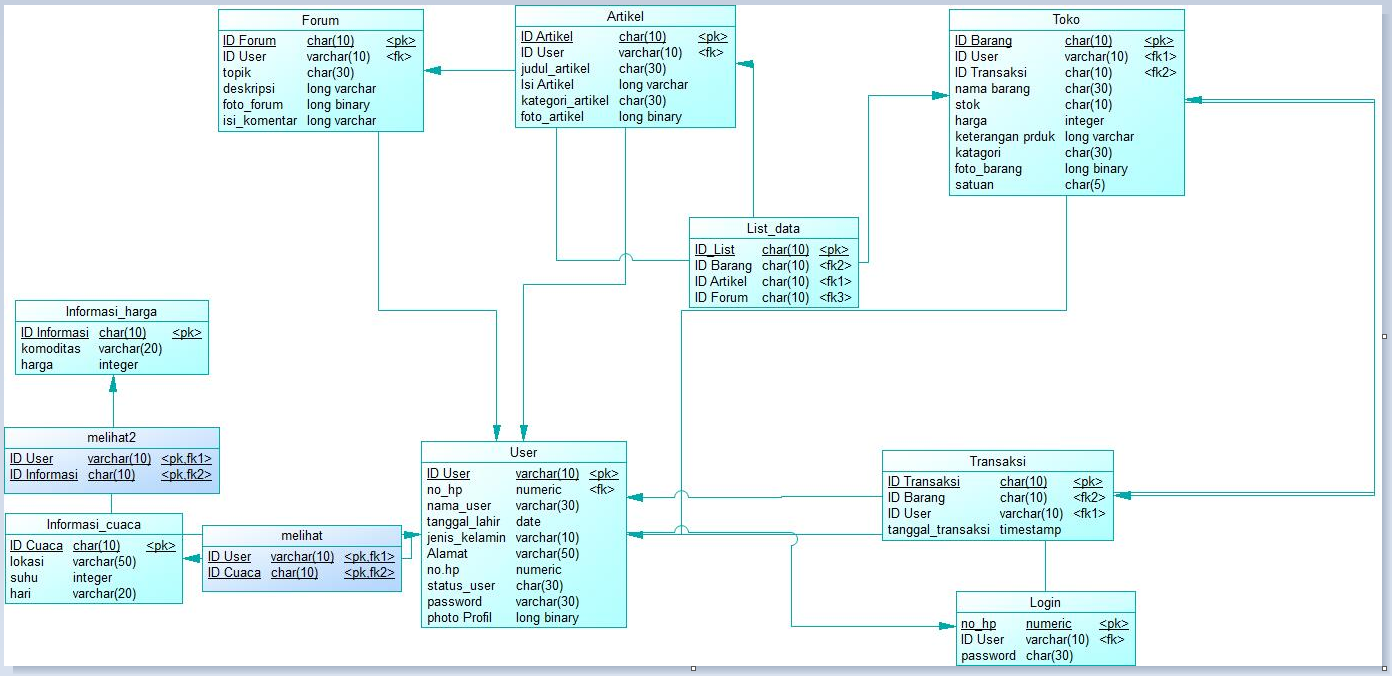 Forum
ID Forum char(10) <pk>
ID User varchar(10) <fk>
topik char(30)
deskripsi long varchar
foto_forum long binary
isi_komentar long varchar
Artikel
ID Artikel char(10) <pk>
ID User varchar(10) <fk>
judul_artikel char(30)
Isi Artikel long varchar
kategori_artikel char(30)
foto_artikel long binary
Toko
ID Barang char(10) <pk>
ID User varchar(10) <fk1>
ID Transaksi char(10) <fk2>
nama barang char(30)
stok char(10)
harga integer
keterangan prduk long varchar
katagori char(30)
foto_barang long binary
satuan char(5)
List_data
ID_List char(10) <pk>
ID Barang char(10) <fk2>
ID Artikel char(10) <fk1>
ID Forum char(10) <fk3>
Informasi_harga
ID Informasi char(10) <pk>
komoditas varchar(20)
harga integer
melihat2
ID User varchar(10) <pk,fk1>
ID Informasi char(10) <pk,fk2>
Informasi_cuaca
ID Cuaca char(10) <pk>
lokasi varchar(50)
suhu integer
hari varchar(20)
melihat
ID User varchar(10) <pk,fk1>
ID Cuaca char(10) <pk,fk2>
User
ID User varchar(10) <pk>
no_hp numeric <fk>
nama_user varchar(30)
tanggal_lahir date
jenis_kelamin varchar(10)
Alamat varchar(50)
no.hp numeric
status_user char(30)
password varchar(30)
photo Profil long binary
Transaksi
ID Transaksi char(10) <pk>
ID Barang char(10) <fk2>
ID User varchar(10) <fk1>
tanggal_transaksi timestamp
Login
no_hp numeric <pk>
ID User varchar(10) <fk>
password char(30)